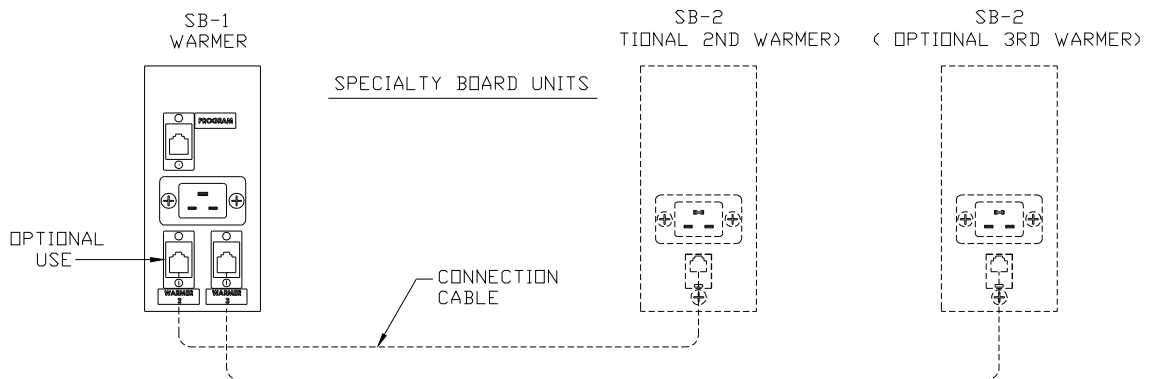 SB-1
WARMER
SB-2
TIONAL 2ND WARMER)
SB-2
( OPTIONAL 3RD WARMER)
SPECIALTY BOARD UNITS
PROGRAM
OPTIONAL
USE
WARMER
2
WARMER
3
CONNECTION
CABLE